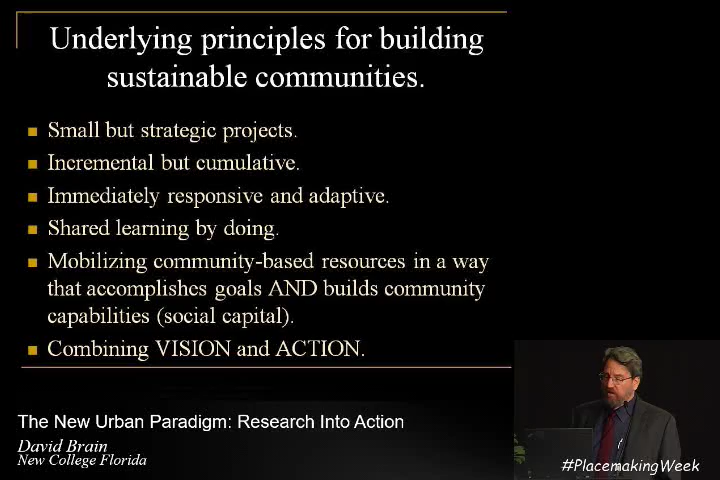 Underlying principles for building
sustainable communities.
Small but strategic projects.
Incremental but cumulative.
Immediately responsive and adaptive.
Shared learning by doing.
Mobilizing community-based resources in a way
that accomplishes goals AND builds community
capabilities (social capital).
Combining VISION and ACTION.
The New Urban Paradigm: Research Into Action
David Brain
New College Florida
#PlacemakingWeek